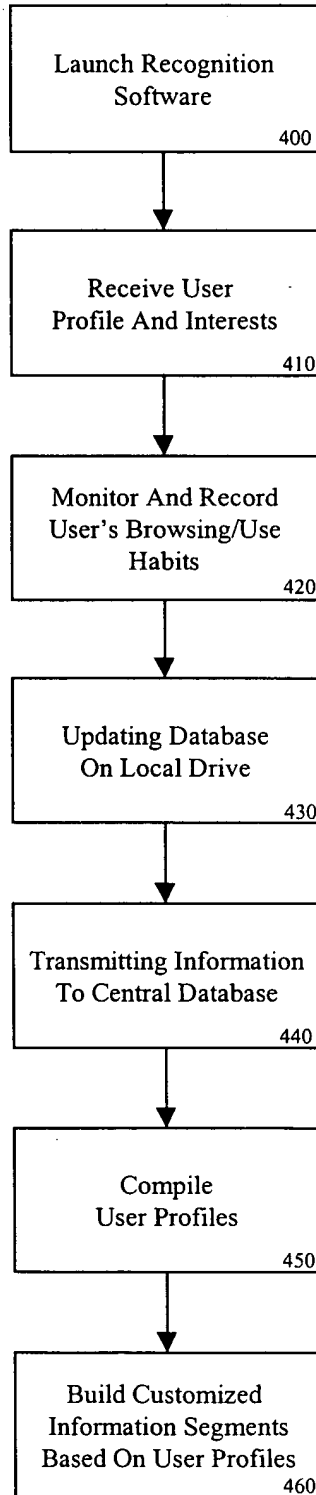 Launch Recognition
Software
400
Receive User
Profile And Interests
410
Monitor And Record
User's Browsing/Use
Habits
420
Updating Database
On Local Drive
430
Transmitting Information
To Central Database
440
Compile
User Profiles
450
Build Customized
Information Segments
Based On User Profiles
460